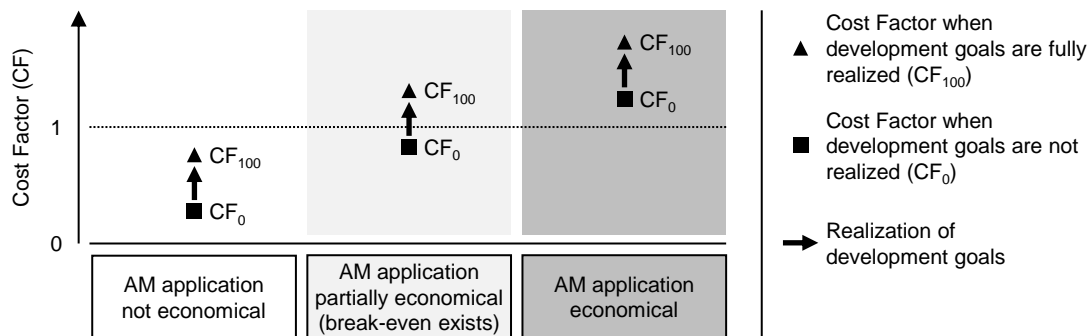 Cost Factor (CF)
1
0
CF₁₀₀
CF₀
CF₁₀₀
CF₀
CF₁₀₀
CF₀
AM application
not economical
AM application
partially economical
(break-even exists)
AM application
economical
Cost Factor when
development goals are fully
realized (CF₁₀₀)
Cost Factor when
development goals are not
realized (CF₀)
Realization of
development goals